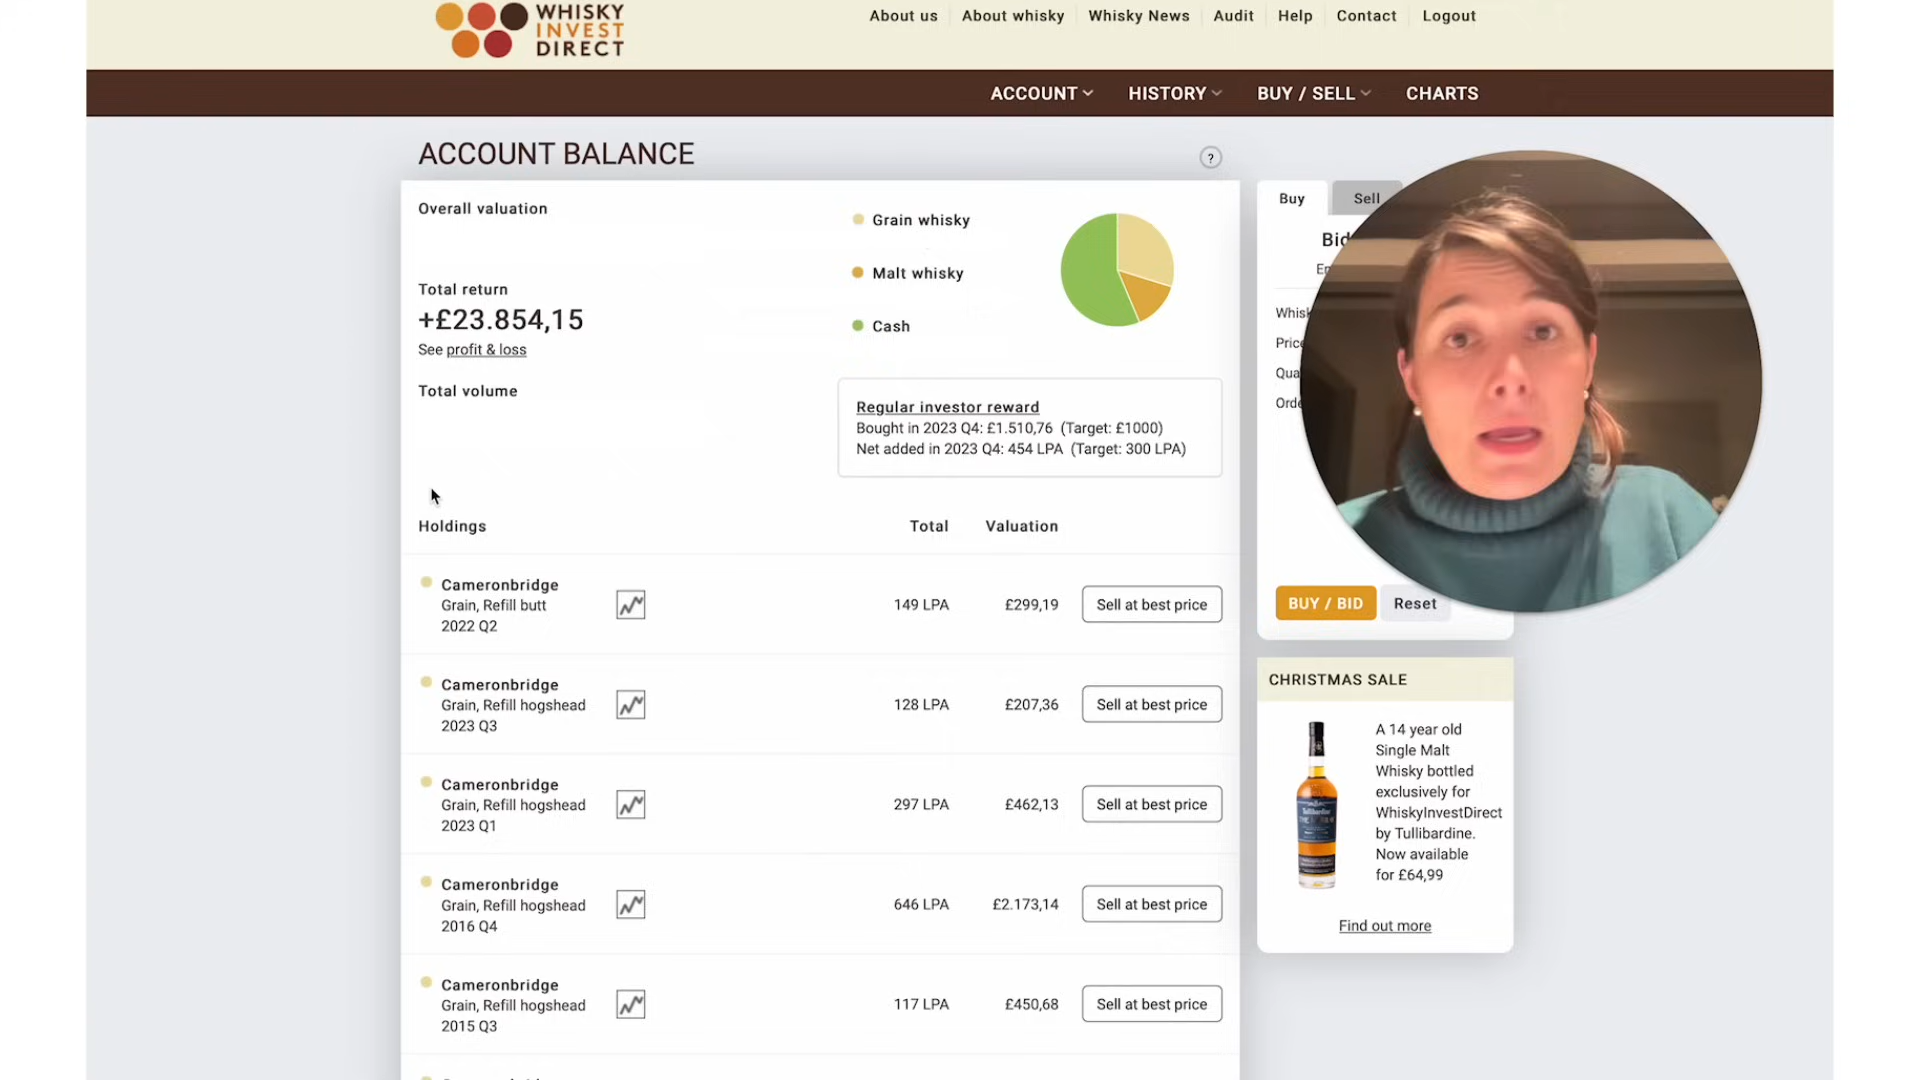 WHISKY
INVEST
DIRECT
About us
About whisky
Whisky News
Audit
Help
Contact
Logout
ACCOUNT
HISTORY
BUY / SELL
CHARTS
ACCOUNT BALANCE
?
Overall valuation
Total return
+£23.854,15
See profit & loss
Total volume
Grain whisky
Malt whisky
Cash
Regular investor reward
Bought in 2023 Q4: £1.510,76 (Target: £1000)
Net added in 2023 Q4: 454 LPA (Target: 300 LPA)
Holdings Total Valuation
Cameronbridge
Grain, Refill butt
2022 Q2
149 LPA £299,19 Sell at best price
Cameronbridge
Grain, Refill hogshead
2023 Q3
128 LPA £207,36 Sell at best price
Cameronbridge
Grain, Refill hogshead
2023 Q1
297 LPA £462,13 Sell at best price
Cameronbridge
Grain, Refill hogshead
2016 Q4
646 LPA £2.173,14 Sell at best price
Cameronbridge
Grain, Refill hogshead
2015 Q3
117 LPA £450,68 Sell at best price
Buy
Sell
BUY / BID
Reset
CHRISTMAS SALE
A 14 year old
Single Malt
Whisky bottled
exclusively for
WhiskyInvestDirect
by Tullibardine.
Now available
for £64,99
Find out more